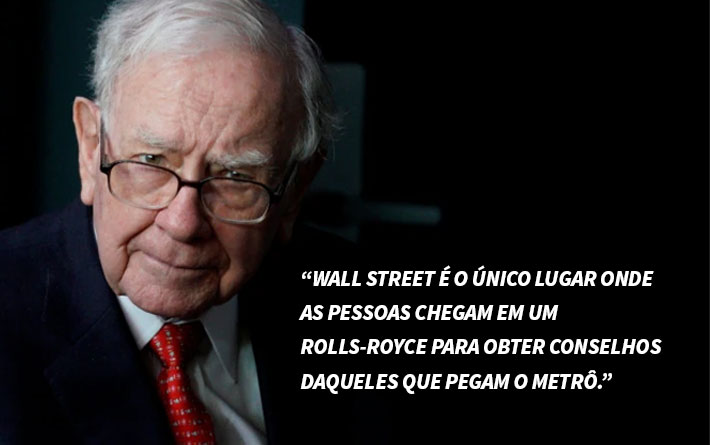 “WALL STREET É O ÚNICO LUGAR ONDE
AS PESSOAS CHEGAM EM UM
ROLLS-ROYCE PARA OBTER CONSELHOS
DAQUELES QUE PEGAM O METRÔ.”